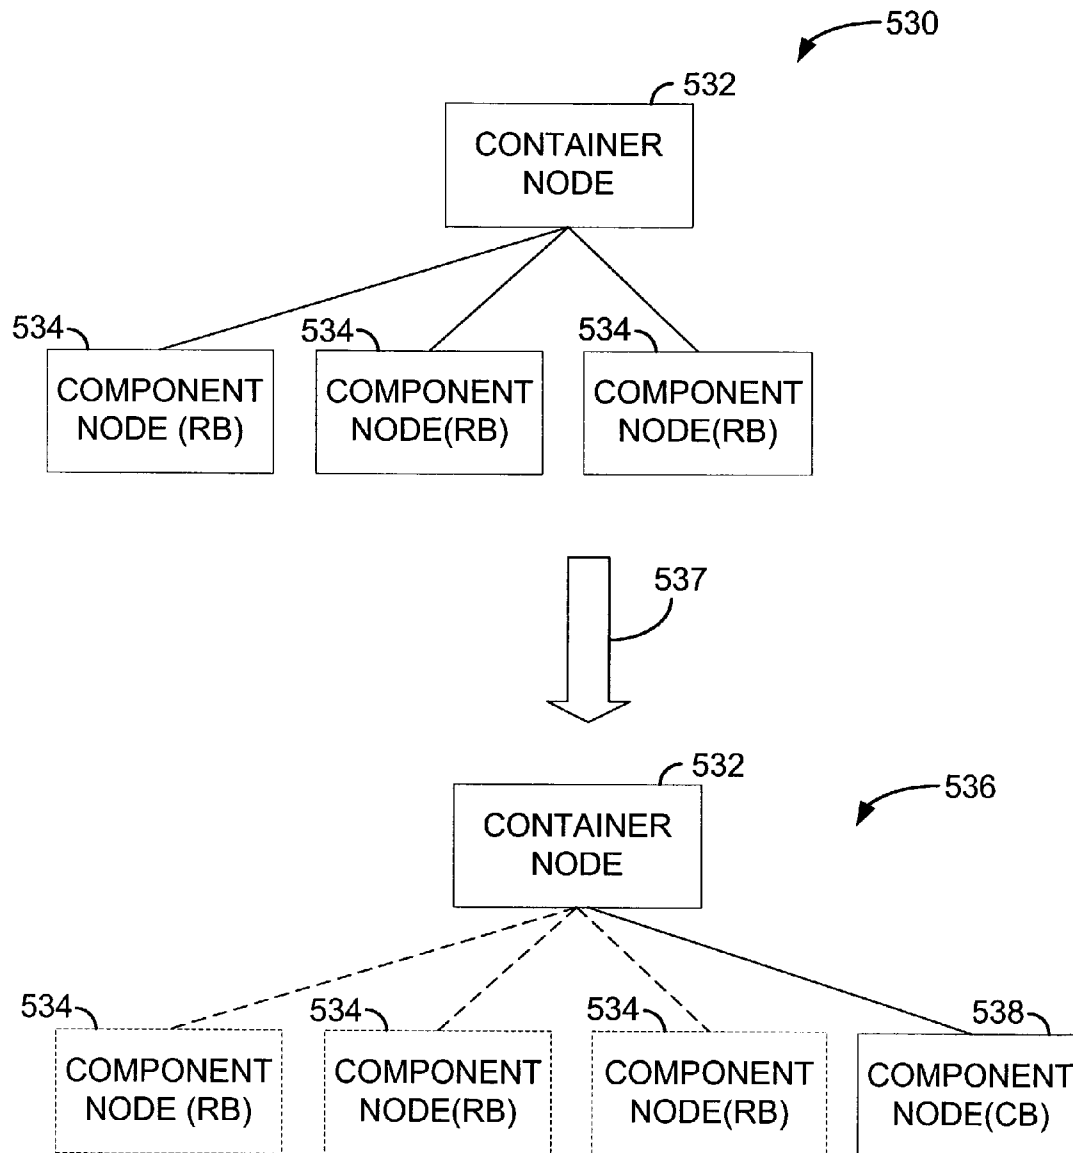 530
532
CONTAINER
NODE
534
534
534
COMPONENT
NODE (RB)
COMPONENT
NODE(RB)
COMPONENT
NODE(RB)
537
532
536
CONTAINER
NODE
534
534
534
538
COMPONENT
NODE (RB)
COMPONENT
NODE(RB)
COMPONENT
NODE(RB)
COMPONENT
NODE(CB)